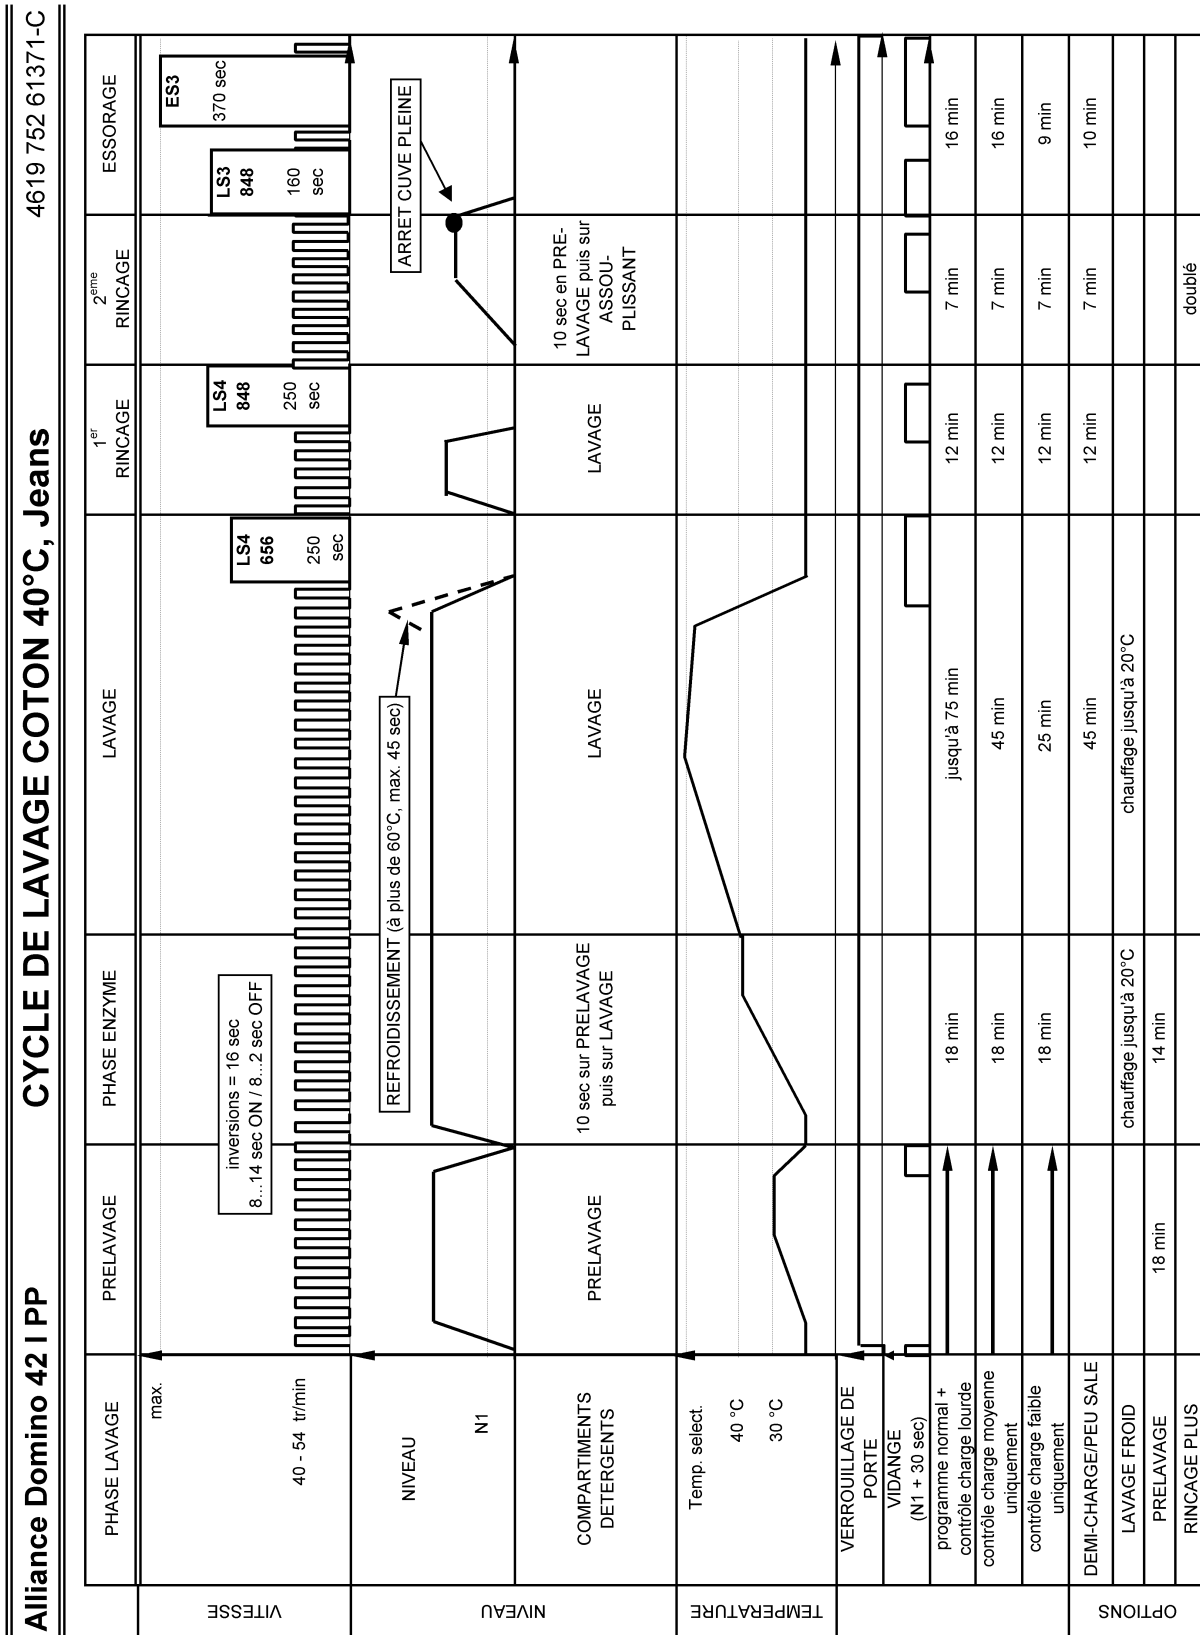 Alliance Domino 42 I PP
CYCLE DE LAVAGE COTON 40°C, Jeans
4619 752 61371-C
PHASE LAVAGE
PRELAVAGE
PHASE ENZYME
LAVAGE
1er
RINCAGE
2eme
RINCAGE
ESSORAGE
VITESSE
max.
40 - 54 tr/min
inversions = 16 sec
8...14 sec ON / 8...2 sec OFF
LS4
656
250
sec
LS4
848
250
sec
LS3
848
160
sec
ES3
370 sec
NIVEAU
NIVEAU
N1
REFROIDISSEMENT (à plus de 60°C, max. 45 sec)
ARRET CUVE PLEINE
COMPARTIMENTS
DETERGENTS
PRELAVAGE
10 sec sur PRELAVAGE
puis sur LAVAGE
LAVAGE
LAVAGE
10 sec en PRE-
LAVAGE puis sur
ASSOU-
PLISSANT
TEMPERATURE
Temp. select.
40 °C
30 °C
VERROUILLAGE DE
PORTE
VIDANGE
(N1 + 30 sec)
programme normal +
contrôle charge lourde
18 min
jusqu'à 75 min
12 min
7 min
16 min
contrôle charge moyenne
uniquement
18 min
45 min
12 min
7 min
16 min
contrôle charge faible
uniquement
18 min
25 min
12 min
7 min
9 min
OPTIONS
DEMI-CHARGE/PEU SALE
45 min
12 min
7 min
10 min
LAVAGE FROID
chauffage jusqu'à 20°C
chauffage jusqu'à 20°C
PRELAVAGE
18 min
14 min
RINCAGE PLUS
doublé